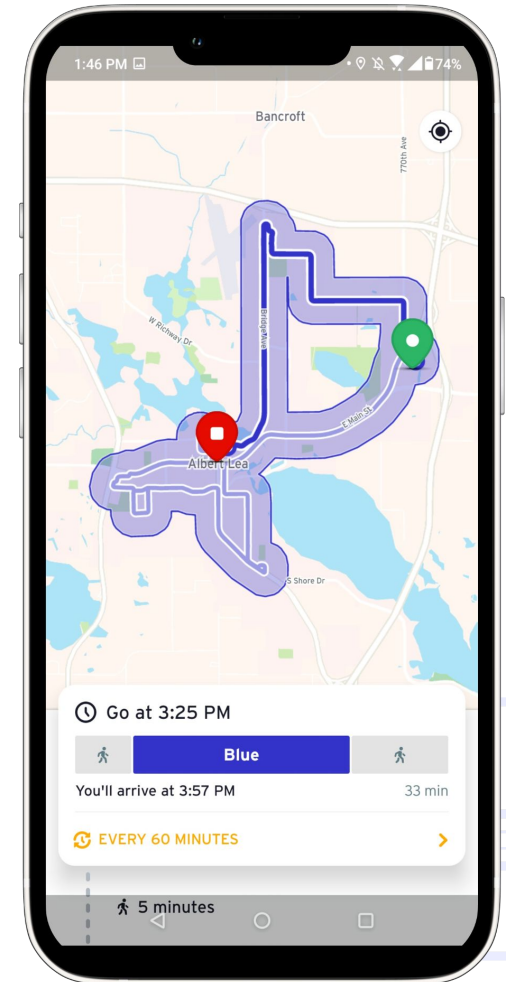 1:46 PM
74%
Bancroft
770th Ave
W Richway Dr
Bridge Ave
E Main St
Albert Lea
S Shore Dr
Go at 3:25 PM
Blue
You'll arrive at 3:57 PM
33 min
EVERY 60 MINUTES
5 minutes